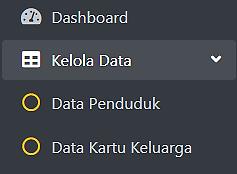 Dashboard
Kelola Data
Data Penduduk
Data Kartu Keluarga